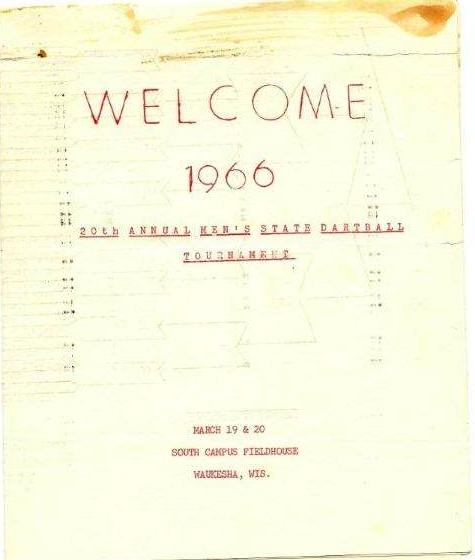 WELCOME
1966
20th ANNUAL MEN'S STATE DARTBALL
TOURNAMENT
MARCH 19 & 20
SOUTH CAMPUS FIELDHOUSE
WAUKESHA, WIS.